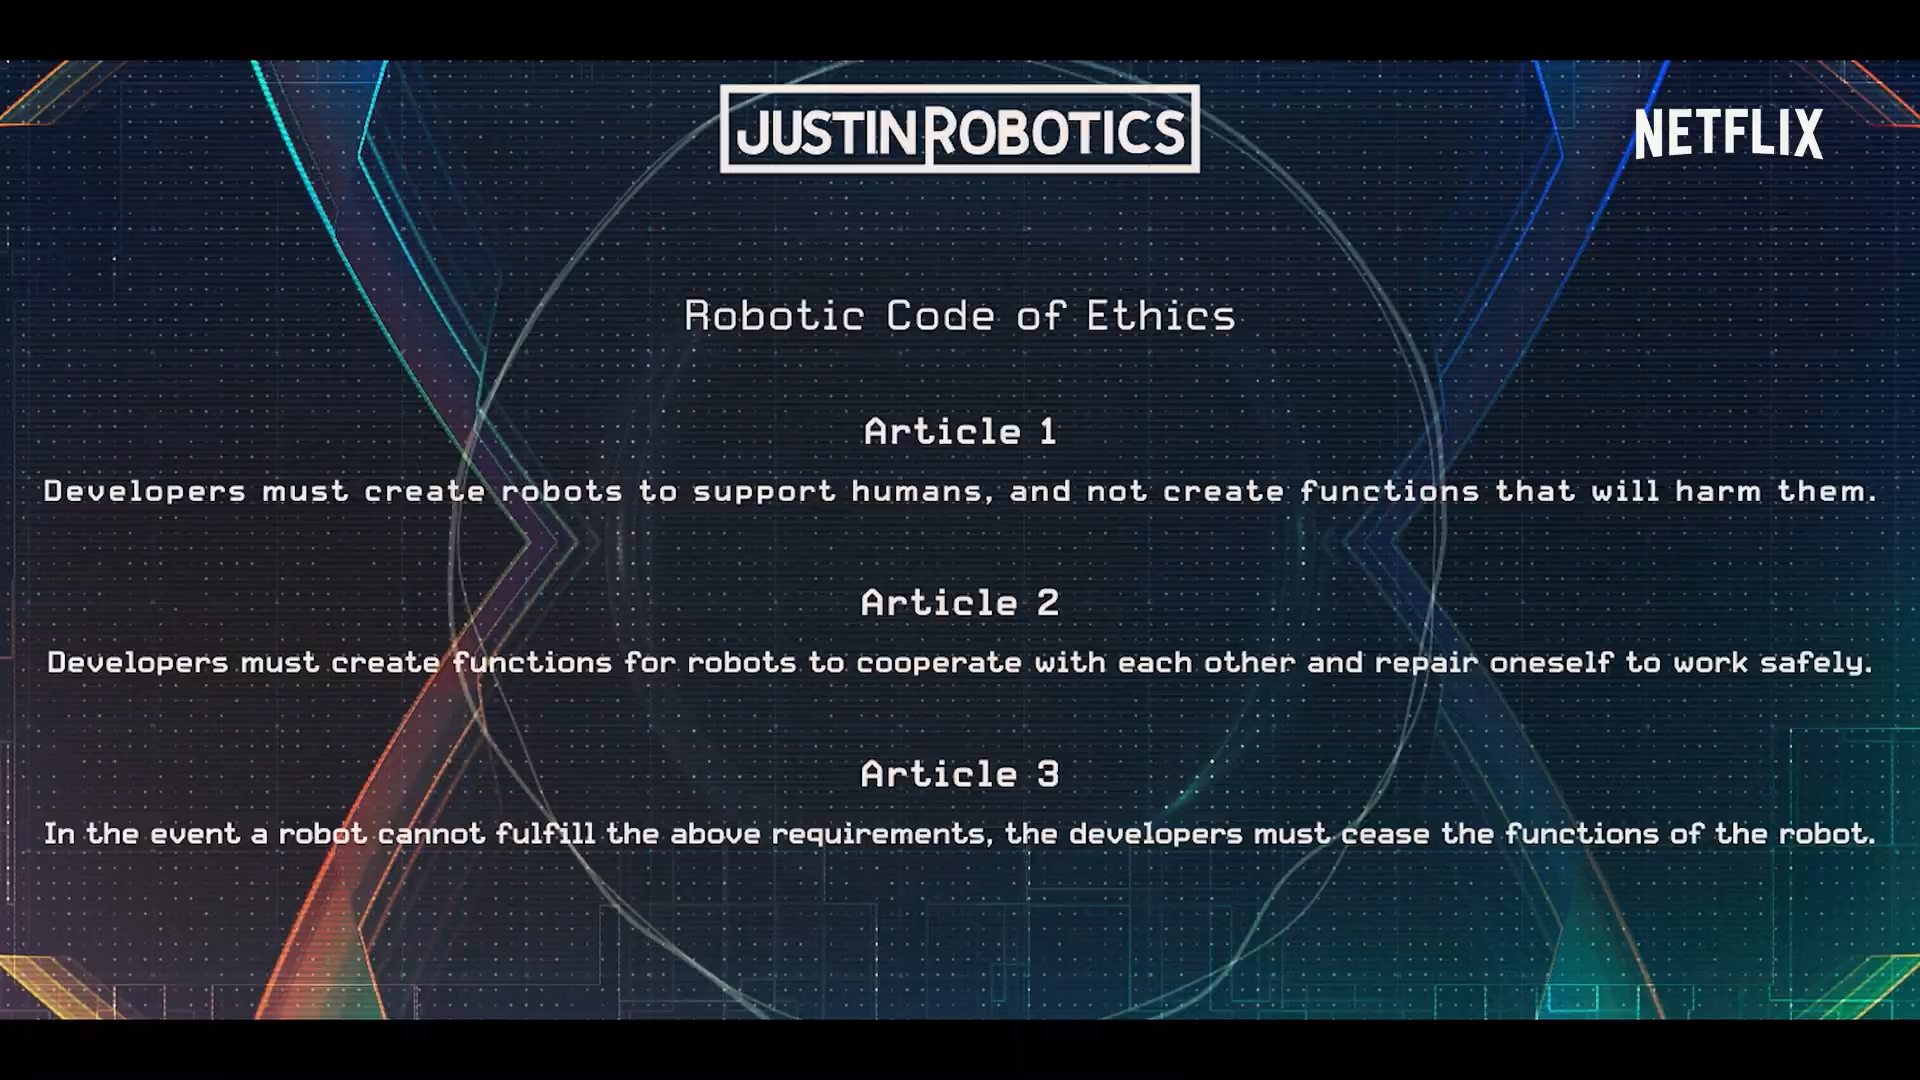 JUSTINROBOTICS
NETFLIX
Robotic Code of Ethics
Article 1
Developers must create robots to support humans, and not create functions that will harm them.
Article 2
Developers must create functions for robots to cooperate with each other and repair oneself to work safely.
Article 3
In the event a robot cannot fulfill the above requirements, the developers must cease the functions of the robot.